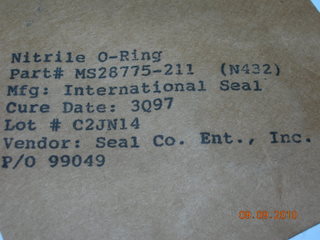 Nitrile O-Ring
Part# MS28775-211 (N432)
Mfg: International Seal
Cure Date: 3Q97
Lot # C2JN14
Vendor: Seal Co. Ent., Inc.
P/O 99049